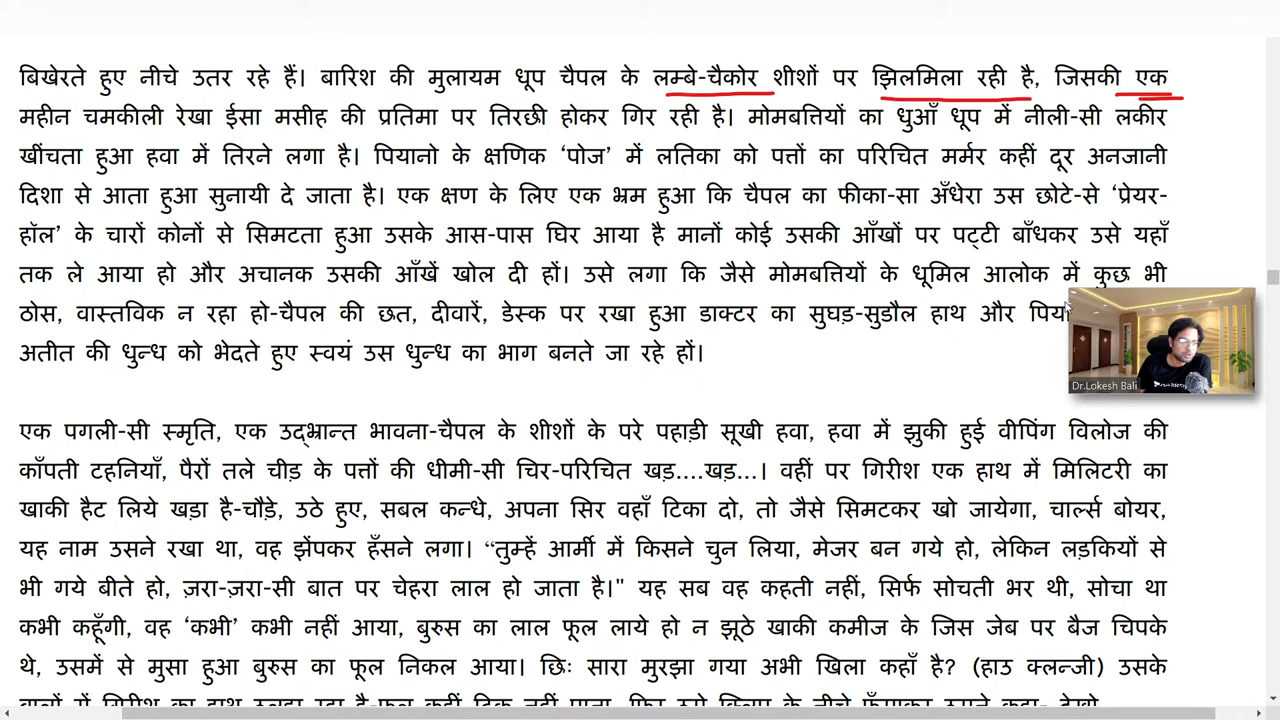 बिखेरते हुए नीचे उतर रहे हैं। बारिश की मुलायम धूप चैपल के लम्बे-चैकोर शीशों पर झिलमिला रही है, जिसकी एक
महीन चमकीली रेखा ईसा मसीह की प्रतिमा पर तिरछी होकर गिर रही है। मोमबत्तियों का धुआँ धूप में नीली-सी लकीर
खींचता हुआ हवा में तिरने लगा है। पियानो के क्षणिक ‘पोज’ में लतिका को पत्तों का परिचित मर्मर कहीं दूर अनजानी
दिशा से आता हुआ सुनायी दे जाता है। एक क्षण के लिए एक भ्रम हुआ कि चैपल का फीका-सा अँधेरा उस छोटे-से ‘प्रेयर-
हॉल’ के चारों कोनों से सिमटता हुआ उसके आस-पास घिर आया है मानों कोई उसकी आँखों पर पट्टी बाँधकर उसे यहाँ
तक ले आया हो और अचानक उसकी आँखें खोल दी हों। उसे लगा कि जैसे मोमबत्तियों के धूमिल आलोक में कुछ भी
ठोस, वास्तविक न रहा हो-चैपल की छत, दीवारें, डेस्क पर रखा हुआ डाक्टर का सुघड़-सुडौल हाथ और
अतीत की धुन्ध को भेदते हुए स्वयं उस धुन्ध का भाग बनते जा रहे हों।
Dr.Lokesh Bali
एक पगली-सी स्मृति, एक उद्भ्रान्त भावना-चैपल के शीशों के परे पहाड़ी सूखी हवा, हवा में झुकी हुई वीपिंग विलोज की
काँपती टहनियाँ, पैरों तले चीड़ के पत्तों की धीमी-सी चिर-परिचित खड़....खड़...। वहीं पर गिरीश एक हाथ में मिलिटरी का
खाकी हैट लिये खड़ा है-चौड़े, उठे हुए, सबल कन्धे, अपना सिर वहाँ टिका दो, तो जैसे सिमटकर खो जायेगा, चार्ल्स बोयर,
यह नाम उसने रखा था, वह झेंपकर हँसने लगा। “तुम्हें आर्मी में किसने चुन लिया, मेजर बन गये हो, लेकिन लड़कियों से
भी गये बीते हो, ज़रा-ज़रा-सी बात पर चेहरा लाल हो जाता है।" यह सब वह कहती नहीं, सिर्फ सोचती भर थी, सोचा था
कभी कहूँगी, वह ‘कभी’ कभी नहीं आया, बुरुस का लाल फूल लाये हो न झूठे खाकी कमीज के जिस जेब पर बैज चिपके
थे, उसमें से मुसा हुआ बुरुस का फूल निकल आया। छिः सारा मुरझा गया अभी खिला कहाँ है? (हाउ क्लन्जी) उसके